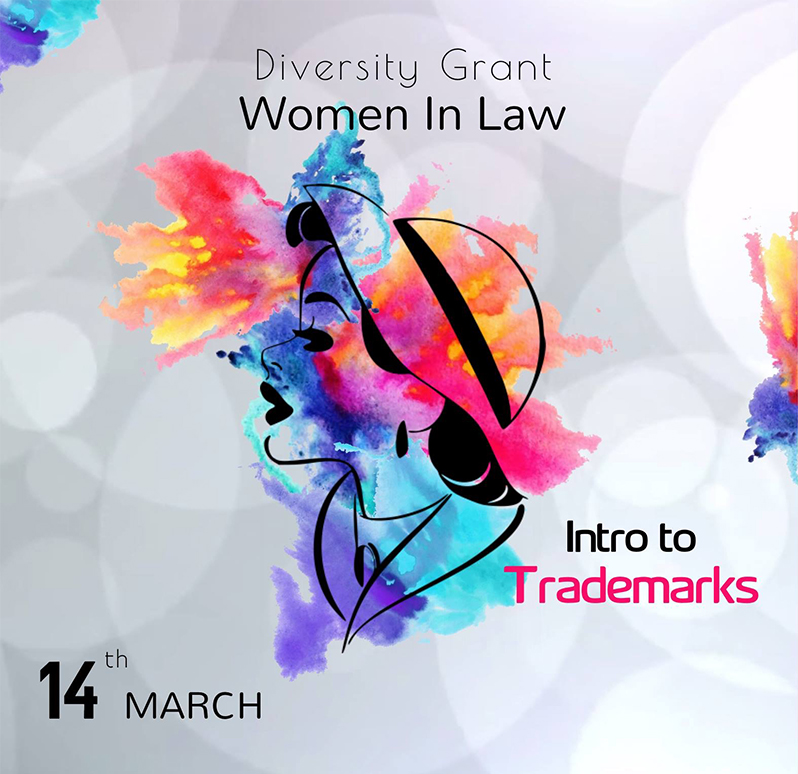 Diversity Grant
Women In Law
Intro to
Trademarks
14th MARCH